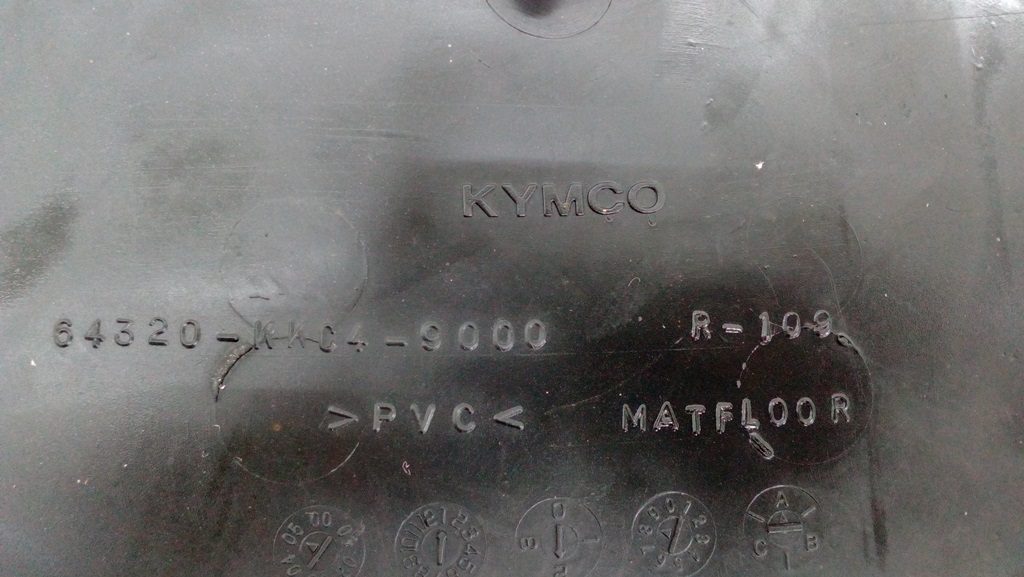 KYMCO
64320-KKC4-9000 R-109
>PVC< MATFLOOR
A
C B